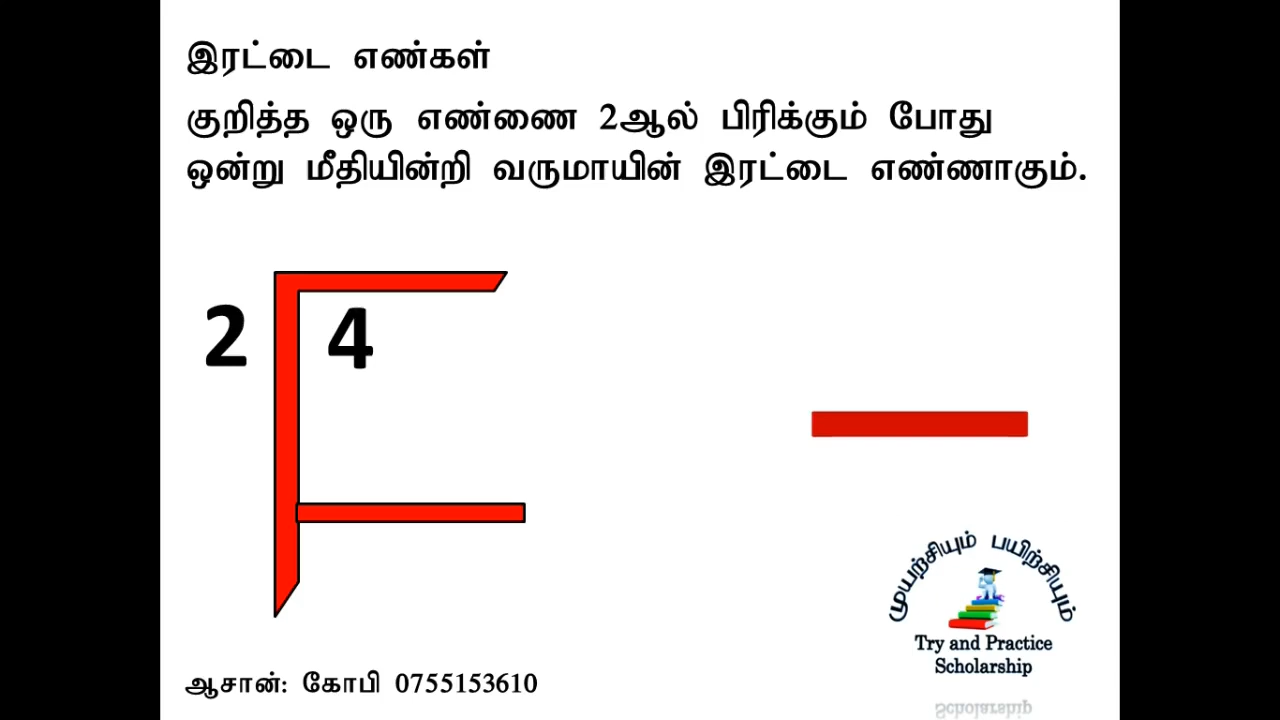 இரட்டை எண்கள்
குறித்த ஒரு எண்ணை 2ஆல் பிரிக்கும் போது
ஒன்று மீதியின்றி வருமாயின் இரட்டை எண்ணாகும்.
2 4
முயற்சியும் பயிற்சியும்
Try and Practice
Scholarship
Scholarship
ஆசான்: கோபி 0755153610